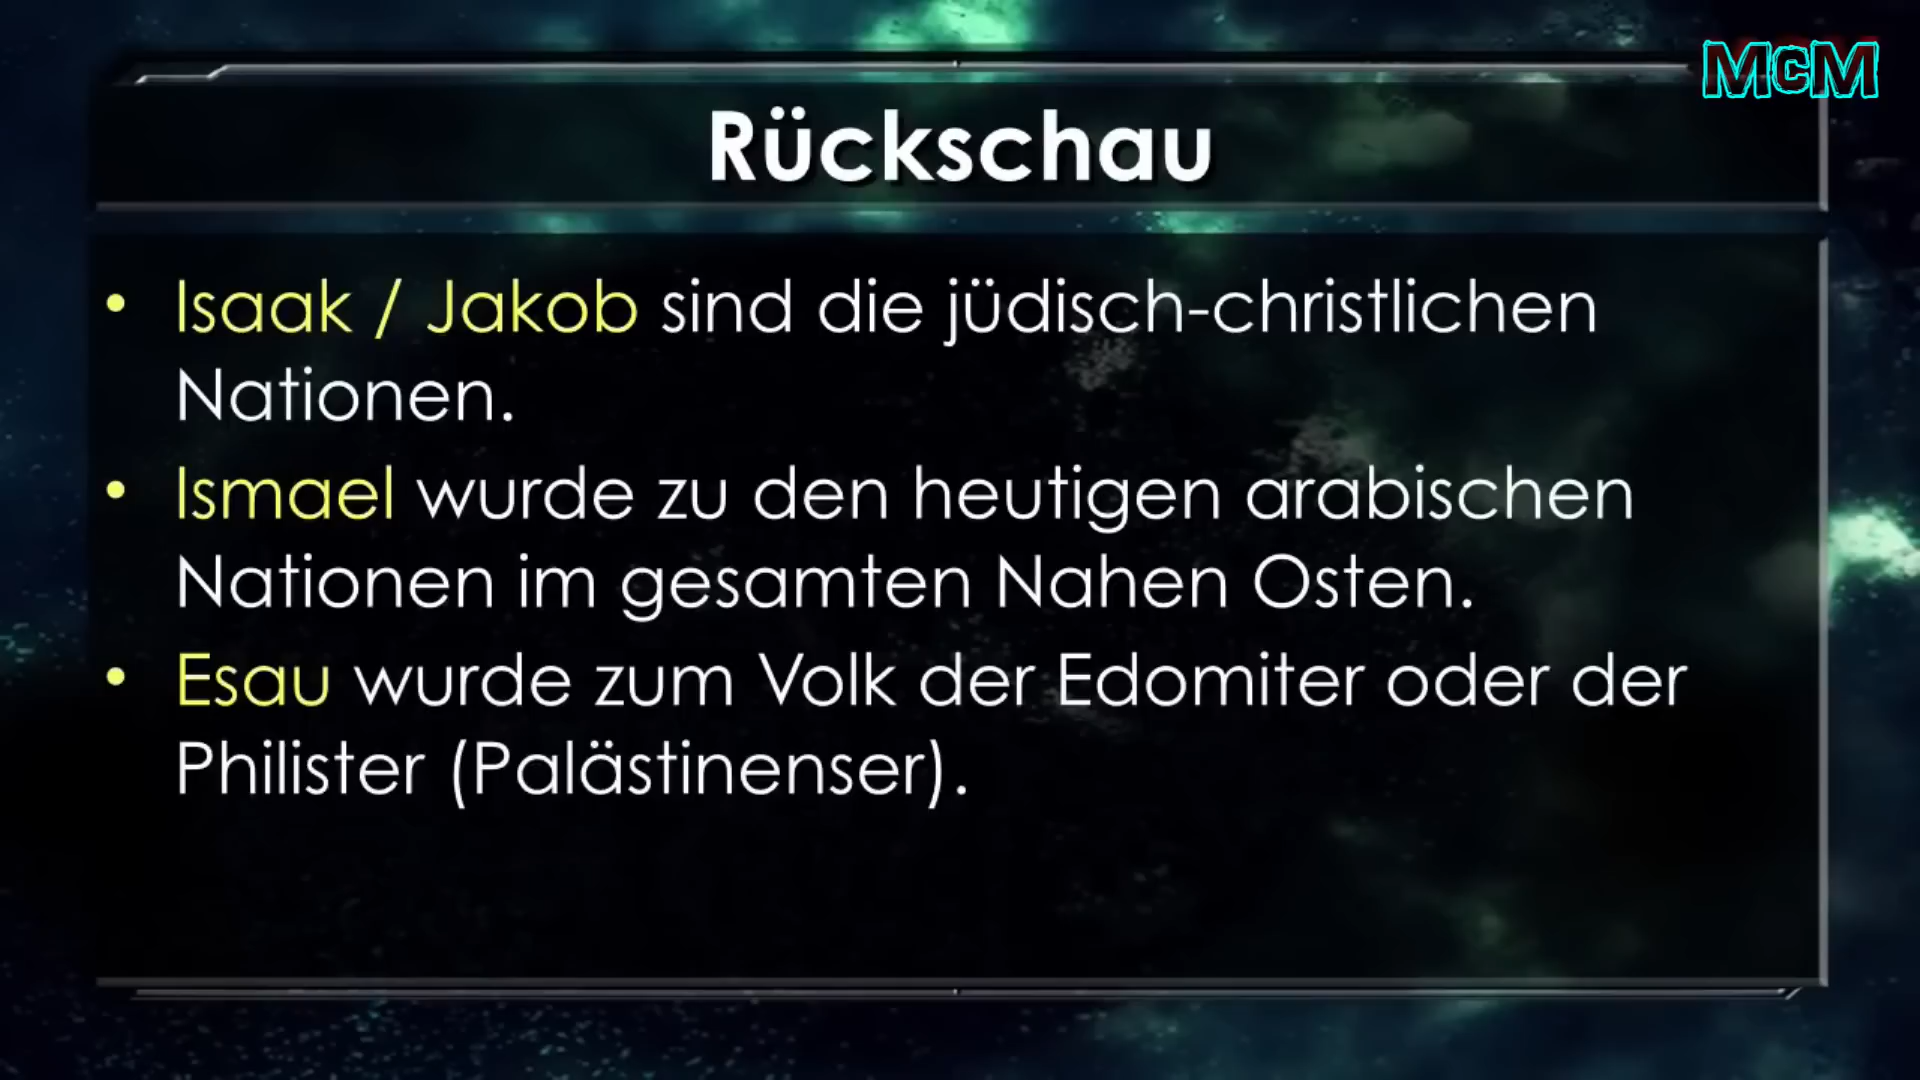 McM
Rückschau
• Isaak / Jakob sind die jüdisch-christlichen
Nationen.
• Ismael wurde zu den heutigen arabischen
Nationen im gesamten Nahen Osten.
• Esau wurde zum Volk der Edomiter oder der
Philister (Palästinenser).